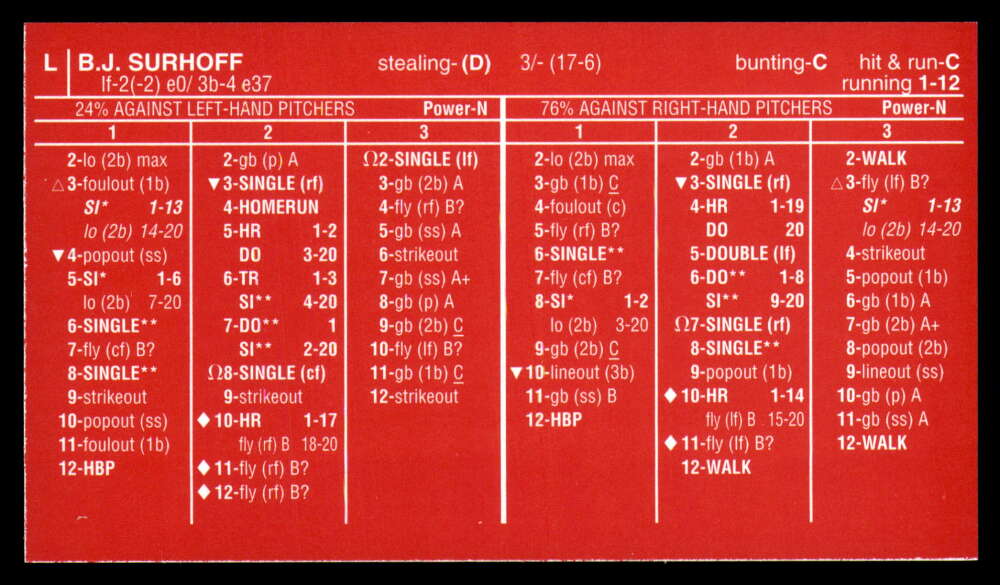 L B.J. SURHOFF stealing- (D) 3/- (17-6) bunting-C hit & run-C
lf-2(-2) e0/ 3b-4 e37 running 1-12
24% AGAINST LEFT-HAND PITCHERS Power-N
1
2-lo (2b) max
△ 3-foulout (1b)
SI* 1-13
lo (2b) 14-20
▼4-popout (ss)
5-SI* 1-6
lo (2b) 7-20
6-SINGLE**
7-fly (cf) B?
8-SINGLE**
9-strikeout
10-popout (ss)
11-foulout (1b)
12-HBP
2
2-gb (p) A
▼3-SINGLE (rf)
4-HOMERUN
5-HR 1-2
DO 3-20
6-TR 1-3
SI** 4-20
7-DO** 1
SI** 2-20
Ω8-SINGLE (cf)
9-strikeout
♦10-HR 1-17
fly (rf) B 18-20
♦11-fly (rf) B?
♦12-fly (rf) B?
3
Ω2-SINGLE (lf)
3-gb (2b) A
4-fly (rf) B?
5-gb (ss) A
6-strikeout
7-gb (ss) A+
8-gb (p) A
9-gb (2b) C
10-fly (lf) B?
11-gb (1b) C
12-strikeout
76% AGAINST RIGHT-HAND PITCHERS Power-N
1
2-lo (2b) max
3-gb (1b) C
4-foulout (c)
5-fly (rf) B?
6-SINGLE**
7-fly (cf) B?
8-SI* 1-2
lo (2b) 3-20
9-gb (2b) C
▼10-lineout (3b)
11-gb (ss) B
12-HBP
2
2-gb (1b) A
▼3-SINGLE (rf)
4-HR 1-19
DO 20
5-DOUBLE (lf)
6-DO** 1-8
SI** 9-20
Ω7-SINGLE (rf)
8-SINGLE**
9-popout (1b)
♦10-HR 1-14
fly (lf) B 15-20
♦11-fly (lf) B?
12-WALK
3
2-WALK
△3-fly (lf) B?
SI* 1-13
lo (2b) 14-20
4-strikeout
5-popout (1b)
6-gb (1b) A
7-gb (2b) A+
8-popout (2b)
9-lineout (ss)
10-gb (p) A
11-gb (ss) A
12-WALK